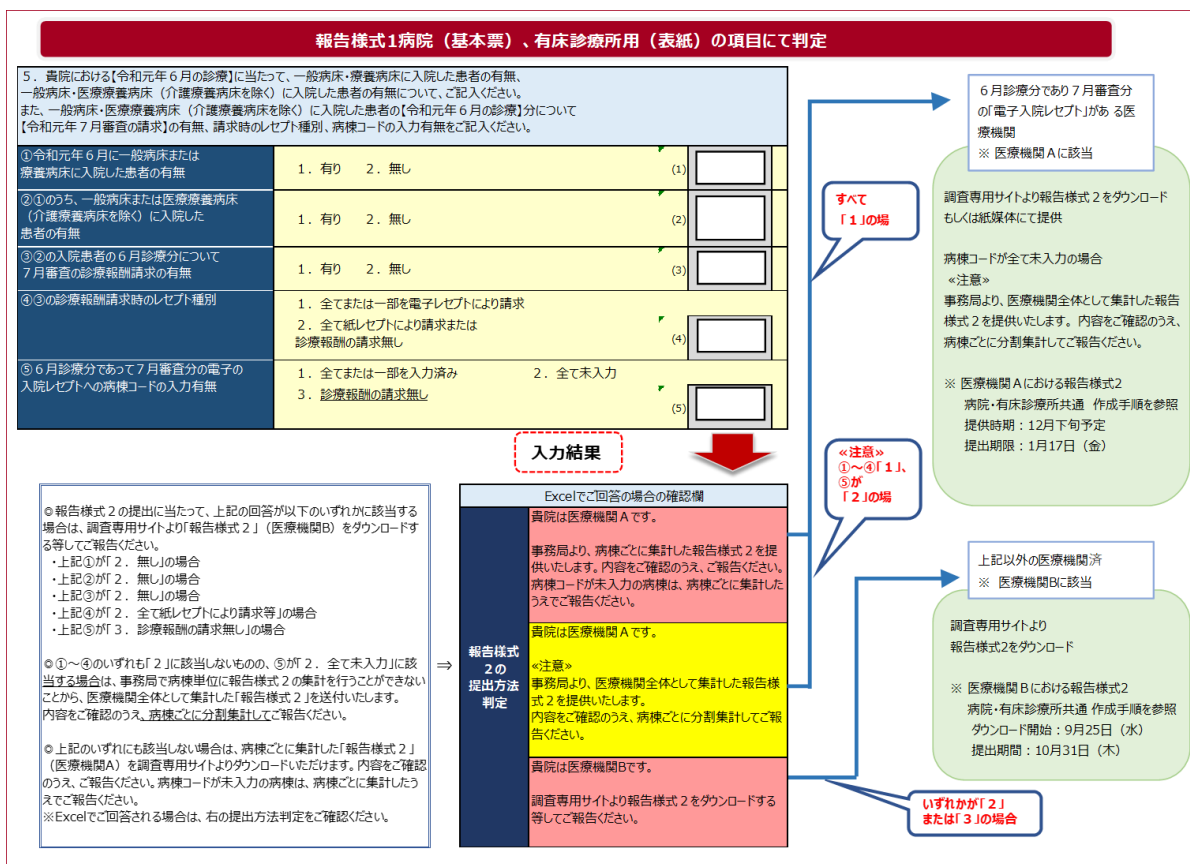 報告様式1病院（基本票）、有床診療所用（表紙）の項目にて判定
５．貴院における【令和元年６月の診療】に当たって、一般病床・療養病床に入院した患者の有無、
一般病床・医療療養病床（介護療養病床を除く）に入院した患者の有無について、ご記入ください。
また、一般病床・医療療養病床（介護療養病床を除く）に入院した患者の【令和元年６月の診療】分について
【令和元年７月審査の請求】の有無、請求時のレセプト種別、病棟コードの入力有無をご記入ください。
①令和元年６月に一般病床または
療養病床に入院した患者の有無
１．有り　２．無し
(1)
②①のうち、一般病床または医療療養病床
（介護療養病床を除く）に入院した
患者の有無
１．有り　２．無し
(2)
③②の入院患者の６月診療分について
７月審査の診療報酬請求の有無
１．有り　２．無し
(3)
④③の診療報酬請求時のレセプト種別
１．全てまたは一部を電子レセプトにより請求
２．全て紙レセプトにより請求または
診療報酬の請求無し
(4)
⑤６月診療分であって７月審査分の電子の
入院レセプトへの病棟コードの入力有無
１．全てまたは一部を入力済み　２．全て未入力
３．診療報酬の請求無し
(5)
入力結果
◎報告様式２の提出に当たって、上記の回答が以下のいずれかに該当する
場合は、調査専用サイトより「報告様式２」（医療機関B）をダウンロードす
る等してご報告ください。
・上記①が「２．無し」の場合
・上記②が「２．無し」の場合
・上記③が「２．無し」の場合
・上記④が「２．全て紙レセプトにより請求等」の場合
・上記⑤が「３．診療報酬の請求無し」の場合
◎①～④のいずれも「２」に該当しないものの、⑤が「２．全て未入力」に該
当する場合は、事務局で病棟単位に報告様式２の集計を行うことができない
ことから、医療機関全体として集計した「報告様式２」を送付いたします。
内容をご確認のうえ、病棟ごとに分割集計してご報告ください。
◎上記のいずれにも該当しない場合は、病棟ごとに集計した「報告様式２」
（医療機関A）を調査専用サイトよりダウンロードいただけます。内容をご確認
のうえ、ご報告ください。病棟コードが未入力の病棟は、病棟ごとに集計したう
えでご報告ください。
※Excelでご回答される場合は、右の提出方法判定をご確認ください。
⇒
Excelでご回答の場合の確認欄
報告様式
２の
提出方法
判定
貴院は医療機関Ａです。
事務局より、病棟ごとに集計した報告様式２を提
供いたします。内容をご確認のうえ、ご報告ください。
病棟コードが未入力の病棟は、病棟ごとに集計した
うえでご報告ください。
貴院は医療機関Ａです。
≪注意≫
事務局より、医療機関全体として集計した報告様
式２を提供いたします。
内容をご確認のうえ、病棟ごとに分割集計してご報
告ください。
貴院は医療機関Bです。
調査専用サイトより報告様式２をダウンロードする
等してご報告ください。
すべて
「１」の場
≪注意≫
①～④「１」、
⑤が
「２」の場
いずれかが「２」
または「３」の場合
６月診療分であり７月審査分
の「電子入院レセプト」がある医
療機関
※ 医療機関Ａに該当
調査専用サイトより報告様式２をダウンロード
もしくは紙媒体にて提供
病棟コードが全て未入力の場合
≪注意≫
事務局より、医療機関全体として集計した報告
様式２を提供いたします。内容をご確認のうえ、
病棟ごとに分割集計してご報告ください。
※ 医療機関Ａにおける報告様式2
病院・有床診療所共通 作成手順を参照
提供時期：12月下旬予定
提出期限：1月17日（金）
上記以外の医療機関済
※ 医療機関Bに該当
調査専用サイトより
報告様式2をダウンロード
※ 医療機関Ｂにおける報告様式2
病院・有床診療所共通 作成手順を参照
ダウンロード開始：9月25日（水）
提出期間：10月31日（木）